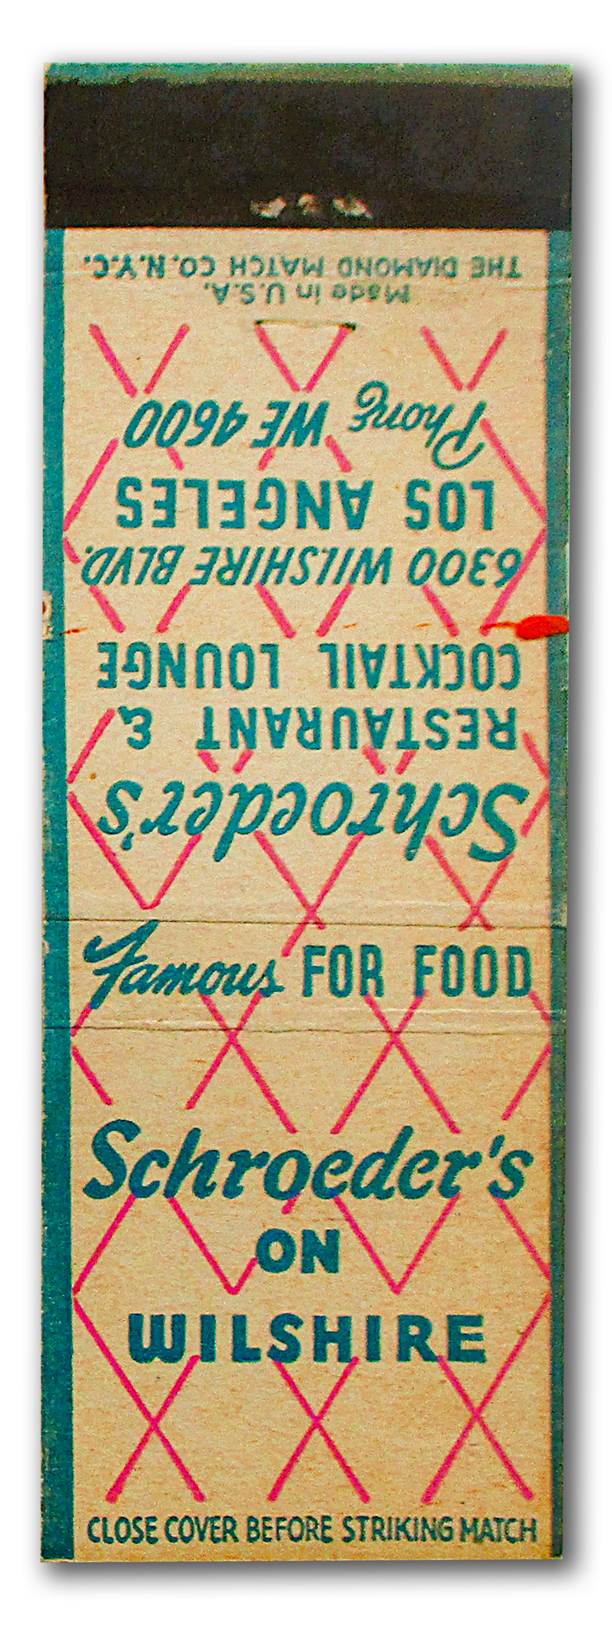 THE DIAMOND MATCH CO. N.Y.C.
Made in U.S.A.
Phone WE 4600
LOS ANGELES
6300 WILSHIRE BLVD.
COCKTAIL LOUNGE
RESTAURANT &
Schroeder's
Famous FOR FOOD
Schroeder's
ON
WILSHIRE
CLOSE COVER BEFORE STRIKING MATCH